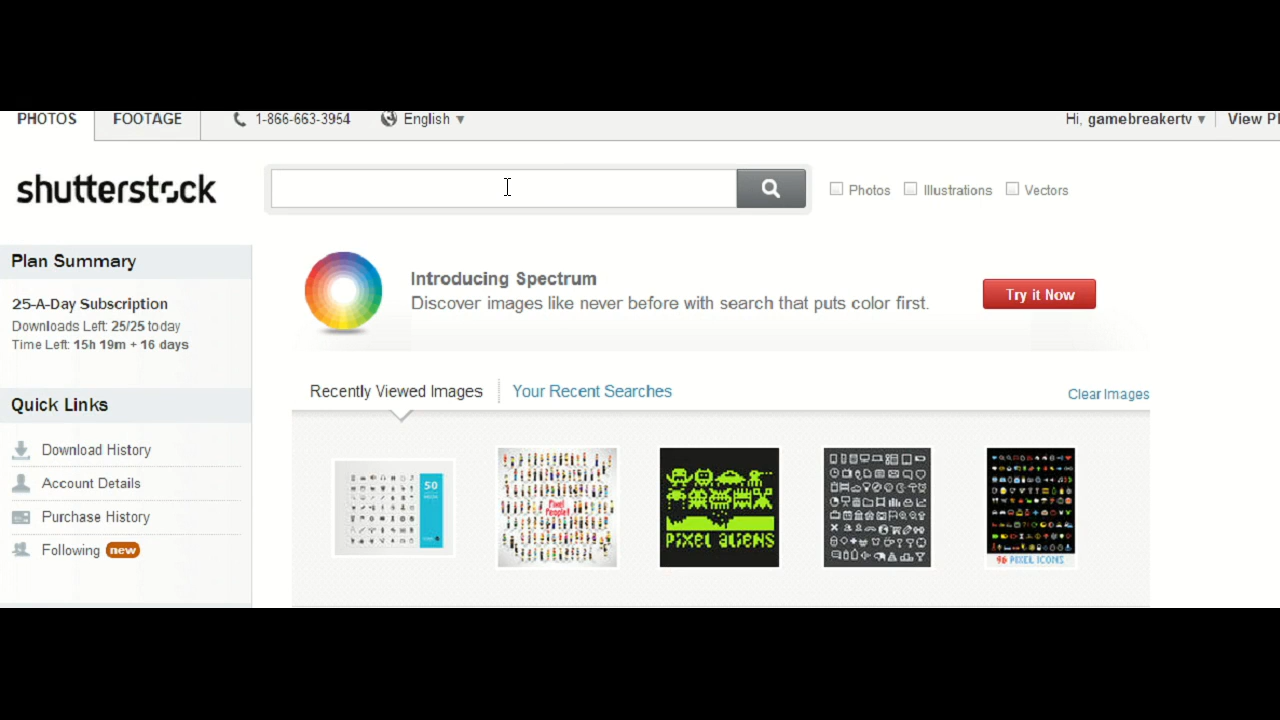 PHOTOS
FOOTAGE
1-866-663-3954
English ▼
Hi, gamebreakertv ▼
View Pl
shutterstock
Photos
Illustrations
Vectors
Plan Summary
25-A-Day Subscription
Downloads Left: 25/25 today
Time Left: 15h 19m + 16 days
Introducing Spectrum
Discover images like never before with search that puts color first.
Try it Now
Quick Links
Download History
Account Details
Purchase History
Following new
Recently Viewed Images
Your Recent Searches
Clear Images
50
Pixel
People!
PIXEL ALIENS
96 PIXEL ICONS